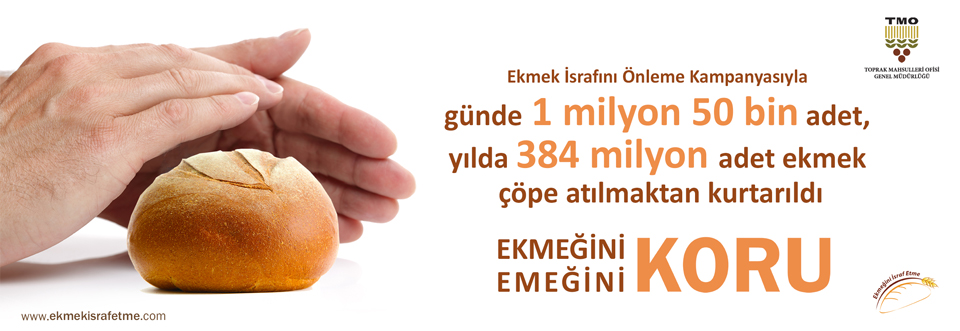 TMO
TOPRAK MAHSULLERİ OFİSİ
GENEL MÜDÜRLÜĞÜ
Ekmek İsrafını Önleme Kampanyasıyla
günde 1 milyon 50 bin adet,
yılda 384 milyon adet ekmek
çöpe atılmaktan kurtarıldı
EKMEĞİNİ
EMEĞİNİ
KORU
Ekmeğini İsraf Etme
www.ekmekisrafetme.com